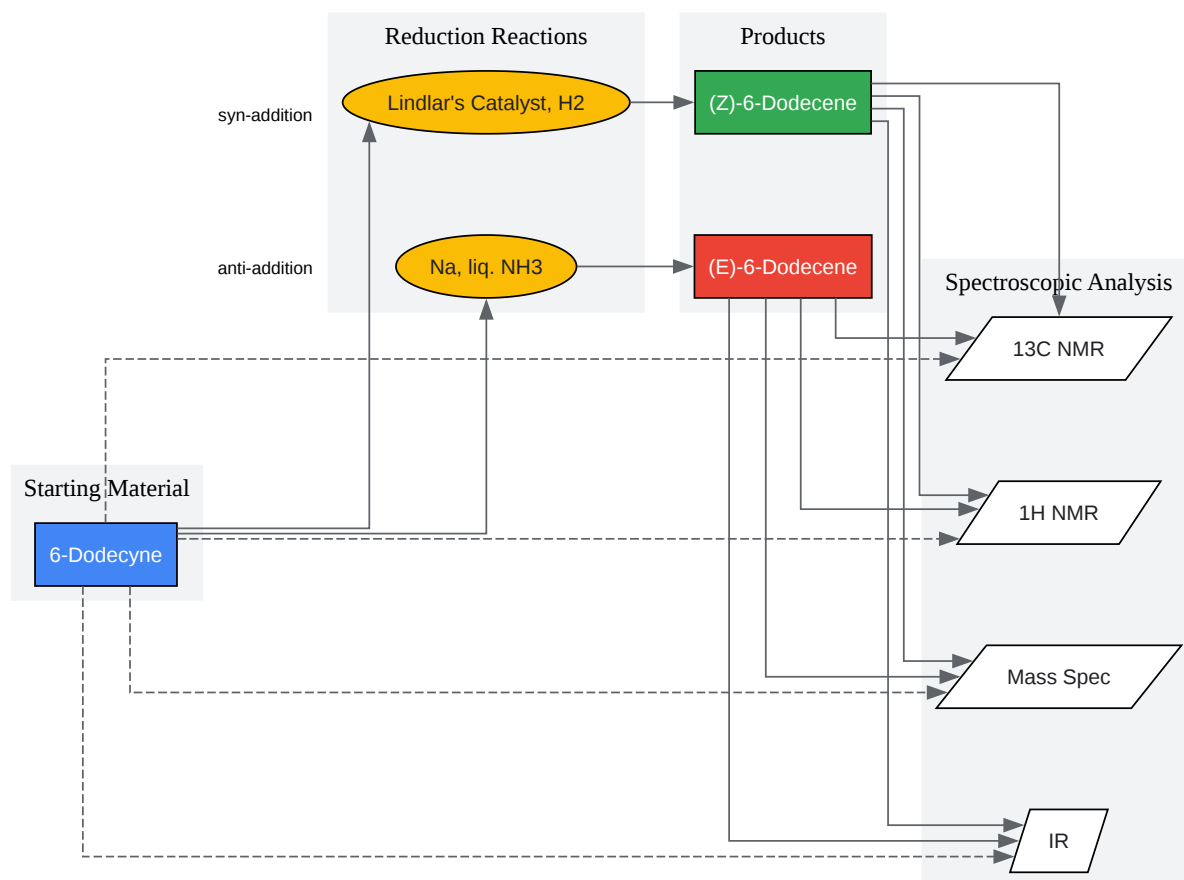 Reduction Reactions
Products
syn-addition
Lindlar's Catalyst, H2
(Z)-6-Dodecene
anti-addition
Na, liq. NH3
(E)-6-Dodecene
Spectroscopic Analysis
13C NMR
Starting Material
6-Dodecyne
1H NMR
Mass Spec
IR